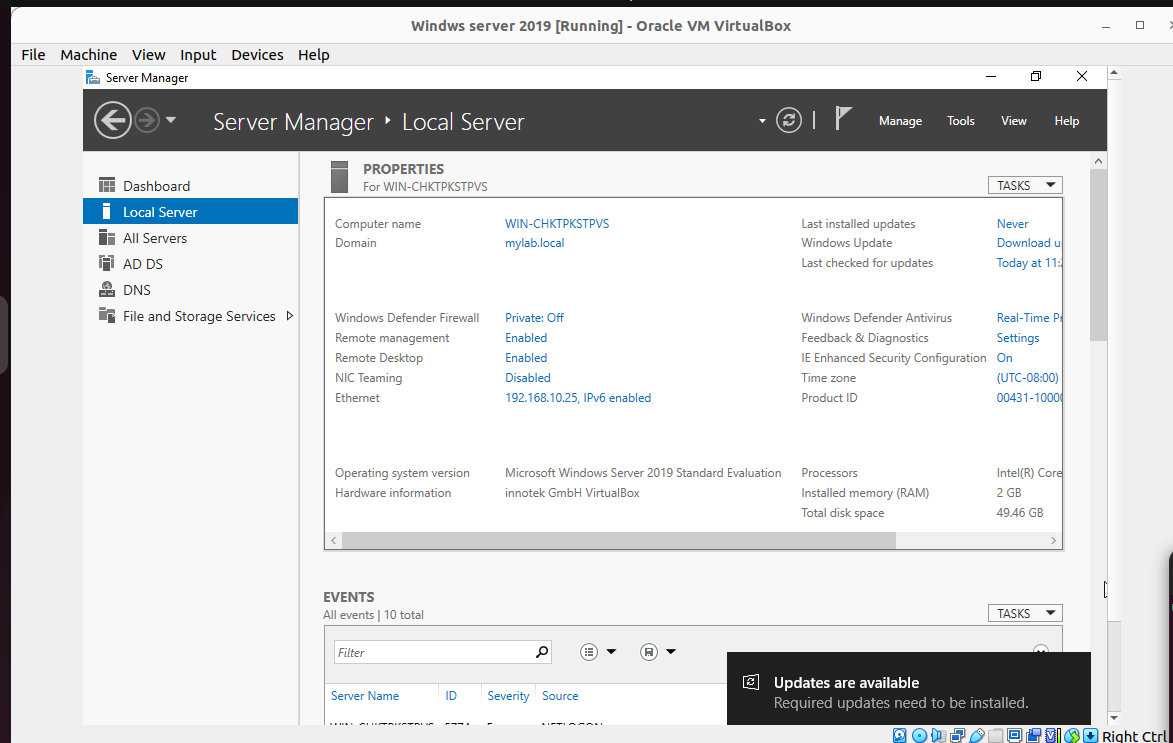 Windws server 2019 [Running] - Oracle VM VirtualBox
File Machine View Input Devices Help
Server Manager
Server Manager Local Server
Manage Tools View Help
Dashboard
Local Server
All Servers
AD DS
DNS
File and Storage Services
PROPERTIES
For WIN-CHKTPKSTPVS
TASKS
Computer name WIN-CHKTPKSTPVS
Domain mylab.local
Last installed updates Never
Windows Update Download u
Last checked for updates Today at 11:
Windows Defender Firewall Private: Off
Remote management Enabled
Remote Desktop Enabled
NIC Teaming Disabled
Ethernet 192.168.10.25, IPv6 enabled
Windows Defender Antivirus Real-Time P
Feedback & Diagnostics Settings
IE Enhanced Security Configuration On
Time zone (UTC-08:00)
Product ID 00431-1000
Operating system version Microsoft Windows Server 2019 Standard Evaluation
Hardware information innotek GmbH VirtualBox
Processors Intel(R) Core
Installed memory (RAM) 2 GB
Total disk space 49.46 GB
EVENTS
All events | 10 total
TASKS
Filter
Server Name ID Severity Source
Updates are available
Required updates need to be installed.
Right Ctrl